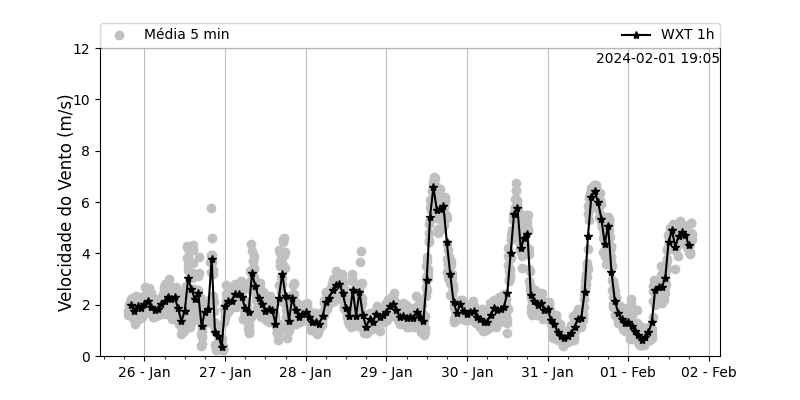 Média 5 min
WXT 1h
2024-02-01 19:05
Velocidade do Vento (m/s)
12
10
8
6
4
2
0
26 - Jan
27 - Jan
28 - Jan
29 - Jan
30 - Jan
31 - Jan
01 - Feb
02 - Feb